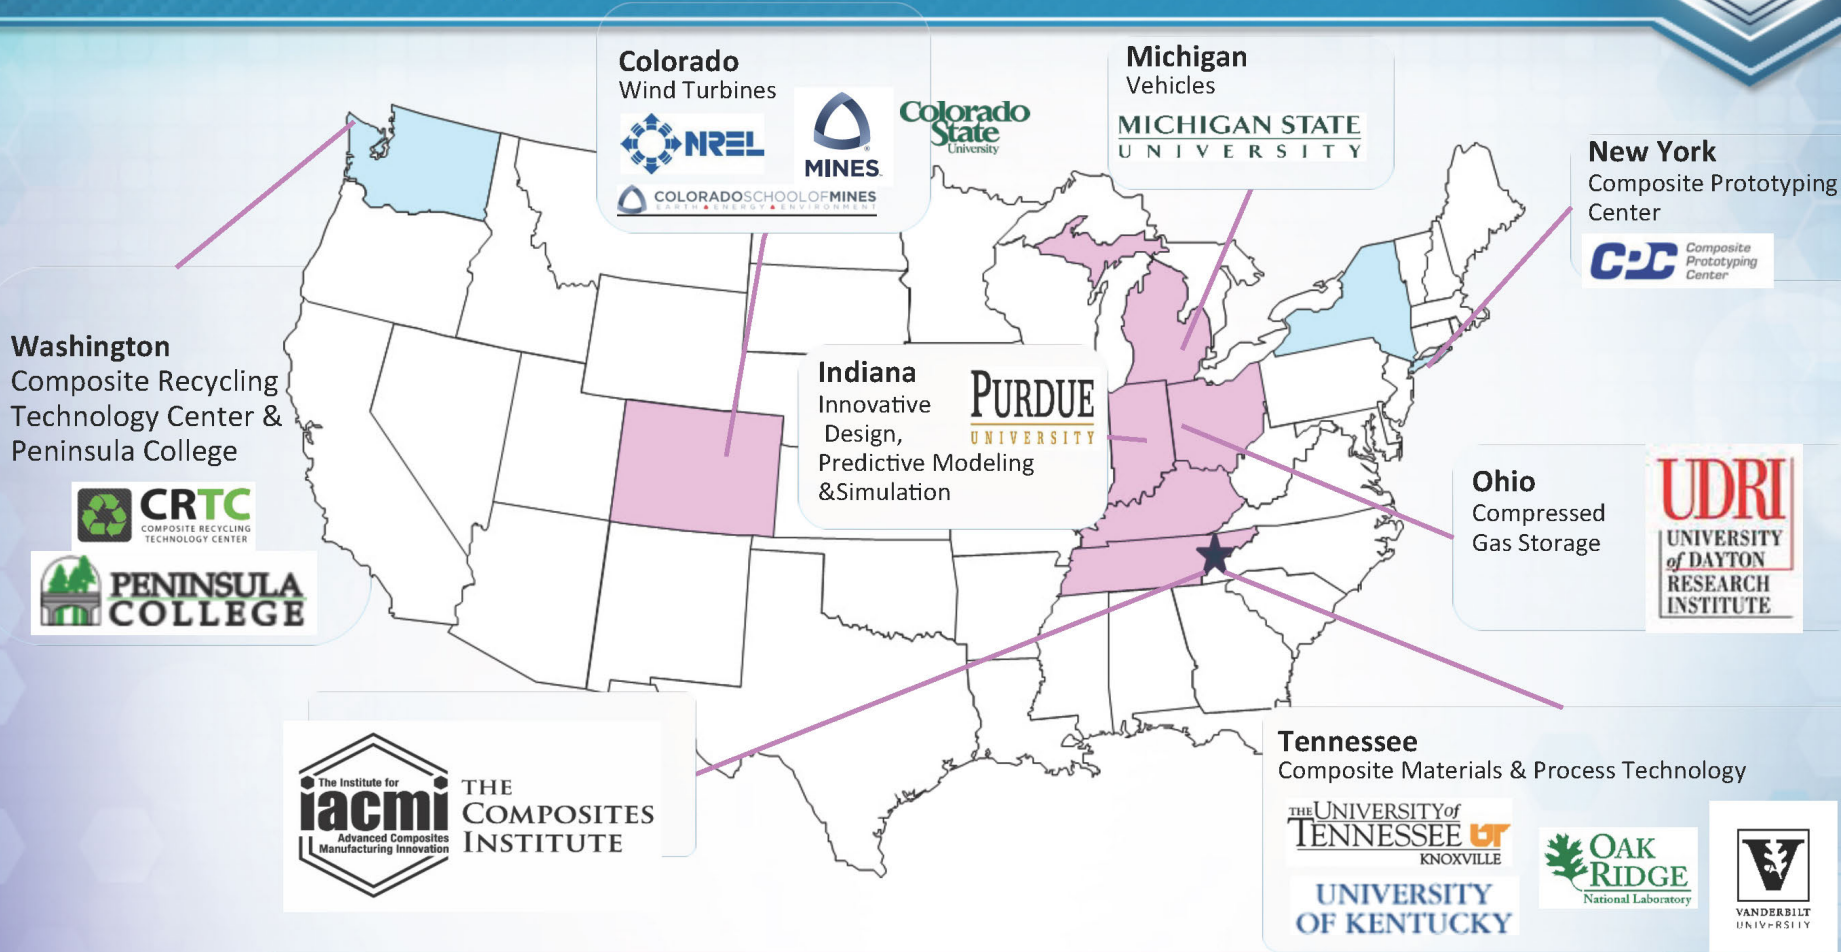 Colorado
Wind Turbines
NREL
MINES
Colorado
State
University
COLORADOSCHOOLOFMINES
EARTH ▲ ENERGY ▲ ENVIRONMENT
Michigan
Vehicles
MICHIGAN STATE
UNIVERSITY
New York
Composite Prototyping
Center
CPC
Composite
Prototyping
Center
Washington
Composite Recycling
Technology Center &
Peninsula College
CRTC
COMPOSITE RECYCLING
TECHNOLOGY CENTER
PENINSULA
COLLEGE
Indiana
Innovative
Design,
Predictive Modeling
&Simulation
PURDUE
UNIVERSITY
Ohio
Compressed
Gas Storage
UDRI
UNIVERSITY
of DAYTON
RESEARCH
INSTITUTE
The Institute for
iacmi
Advanced Composites
Manufacturing Innovation
THE
COMPOSITES
INSTITUTE
Tennessee
Composite Materials & Process Technology
THE UNIVERSITY of
TENNESSEE UT
KNOXVILLE
UNIVERSITY
OF KENTUCKY
OAK
RIDGE
National Laboratory
V
VANDERBILT
UNIVERSITY